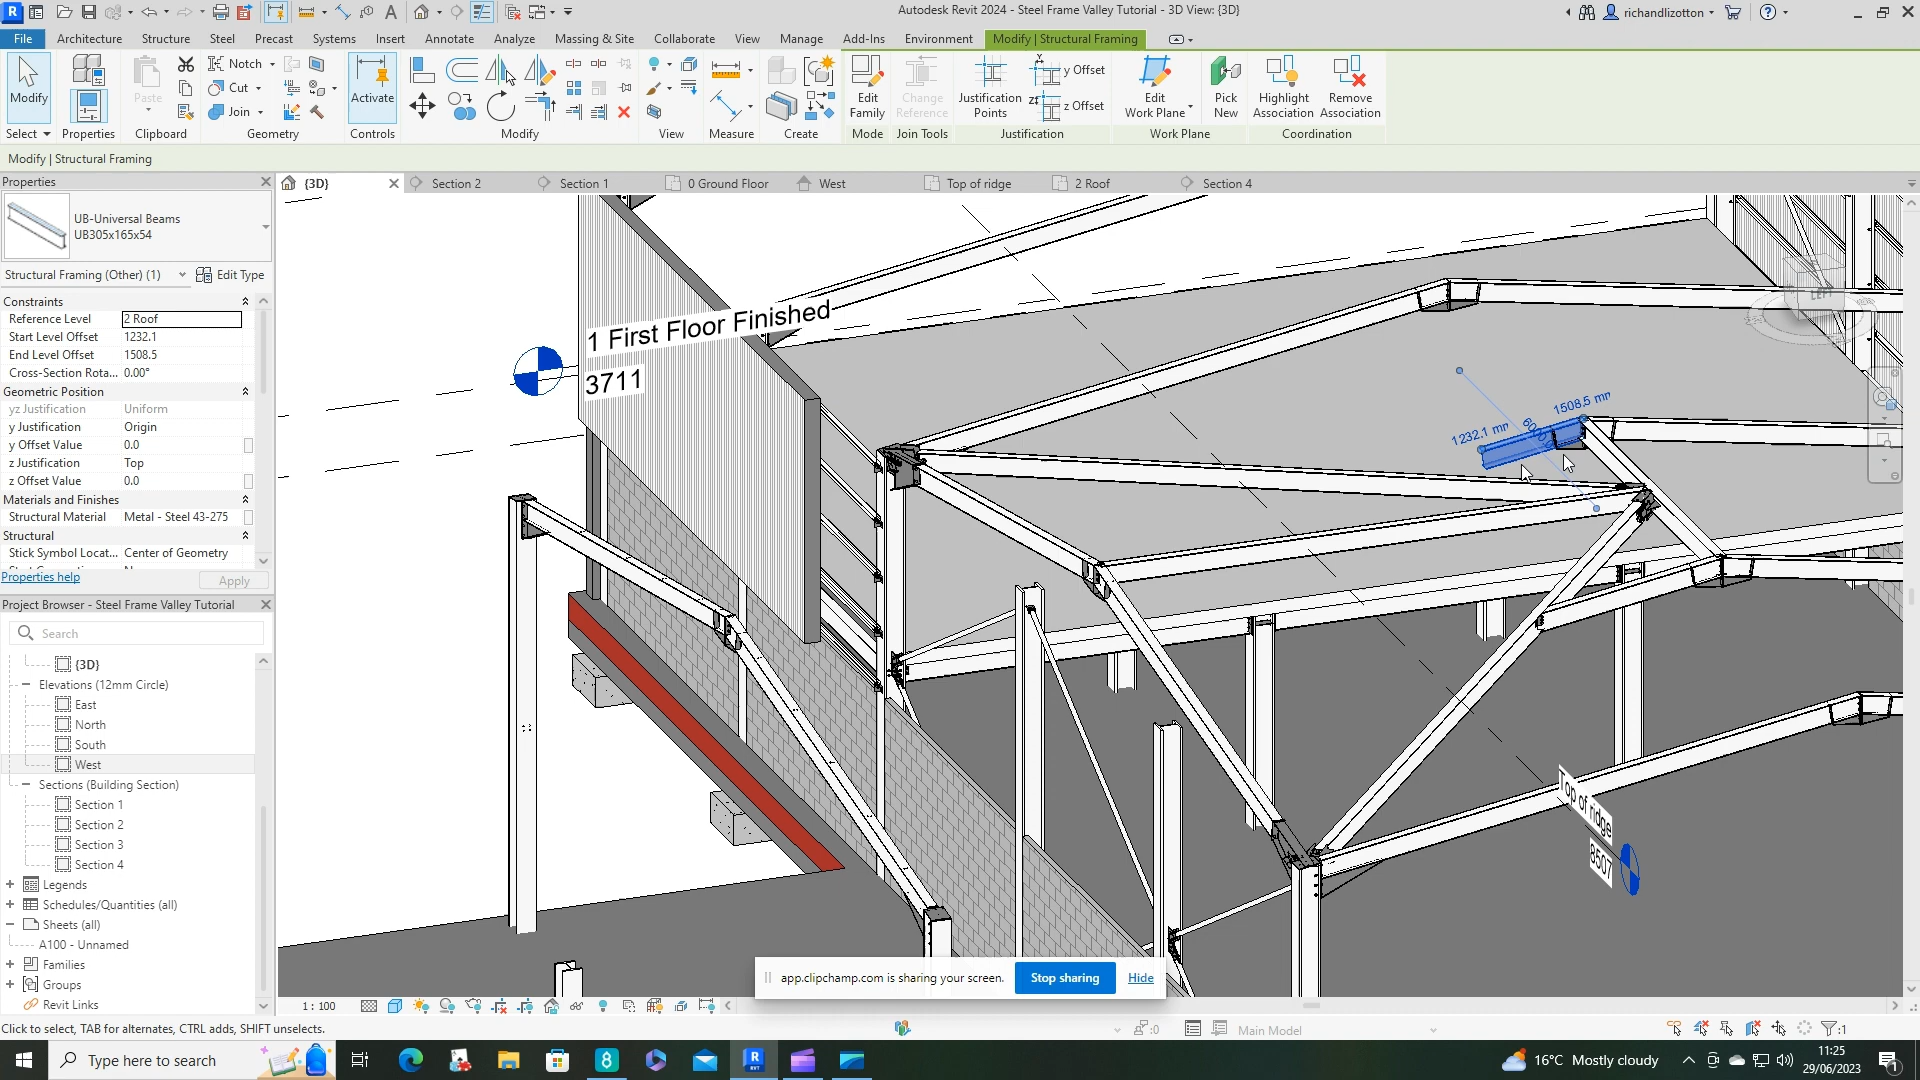 Autodesk Revit 2024 - Steel Frame Valley Tutorial - 3D View: {3D}
richandlizotton
File
Architecture
Structure
Steel
Precast
Systems
Insert
Annotate
Analyze
Massing & Site
Collaborate
View
Manage
Add-Ins
Environment
Modify | Structural Framing
Modify
Paste
Notch
Cut
Join
Activate
Edit Family
Change Reference
Justification Points
y Offset
z Offset
Edit Work Plane
Pick New
Highlight Association
Remove Association
Select
Properties
Clipboard
Geometry
Controls
Modify
View
Measure
Create
Mode
Join Tools
Justification
Work Plane
Coordination
Modify | Structural Framing
Properties
UB-Universal Beams
UB305x165x54
Structural Framing (Other) (1)
Edit Type
Constraints
Reference Level 2 Roof
Start Level Offset 1232.1
End Level Offset 1508.5
Cross-Section Rota... 0.00°
Geometric Position
yz Justification Uniform
y Justification Origin
y Offset Value 0.0
z Justification Top
z Offset Value 0.0
Materials and Finishes
Structural Material Metal - Steel 43-275
Structural
Stick Symbol Locat... Center of Geometry
Properties help
Apply
Project Browser - Steel Frame Valley Tutorial
Search
{3D}
Elevations (12mm Circle)
East
North
South
West
Sections (Building Section)
Section 1
Section 2
Section 3
Section 4
Legends
Schedules/Quantities (all)
Sheets (all)
A100 - Unnamed
Families
Groups
Revit Links
{3D}
Section 2
Section 1
0 Ground Floor
West
Top of ridge
2 Roof
Section 4
1 First Floor Finished
3711
1232.1 mm
1508.5 mm
LEFT
Top of ridge
8507
app.clipchamp.com is sharing your screen.
Stop sharing
Hide
1 : 100
Click to select, TAB for alternates, CTRL adds, SHIFT unselects.
:0
Main Model
:1
Type here to search
16°C Mostly cloudy
11:25
29/06/2023